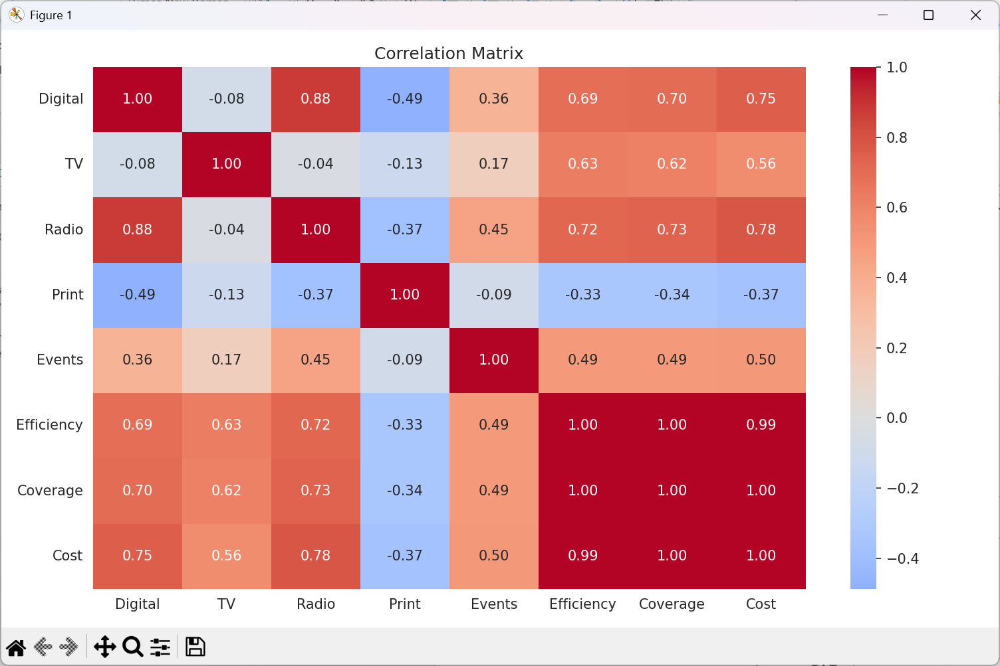 Figure 1
Correlation Matrix
Digital 1.00 -0.08 0.88 -0.49 0.36 0.69 0.70 0.75
TV -0.08 1.00 -0.04 -0.13 0.17 0.63 0.62 0.56
Radio 0.88 -0.04 1.00 -0.37 0.45 0.72 0.73 0.78
Print -0.49 -0.13 -0.37 1.00 -0.09 -0.33 -0.34 -0.37
Events 0.36 0.17 0.45 -0.09 1.00 0.49 0.49 0.50
Efficiency 0.69 0.63 0.72 -0.33 0.49 1.00 1.00 0.99
Coverage 0.70 0.62 0.73 -0.34 0.49 1.00 1.00 1.00
Cost 0.75 0.56 0.78 -0.37 0.50 0.99 1.00 1.00
Digital TV Radio Print Events Efficiency Coverage Cost
1.0
0.8
0.6
0.4
0.2
0.0
−0.2
−0.4